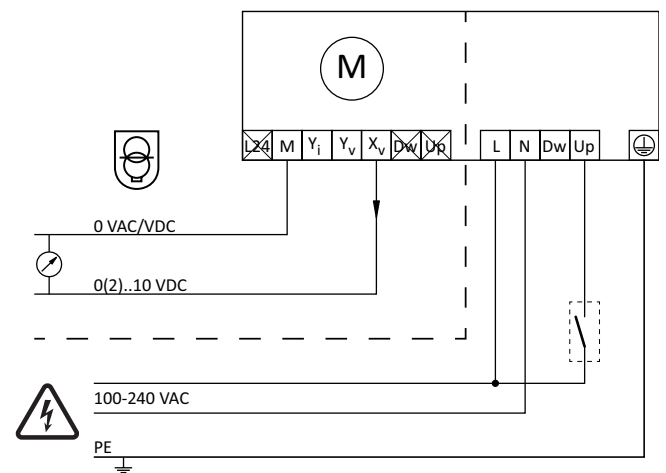 M
L24 M Yi Yv Xv Dw Up L N Dw Up
0 VAC/VDC
0(2)..10 VDC
100-240 VAC
PE